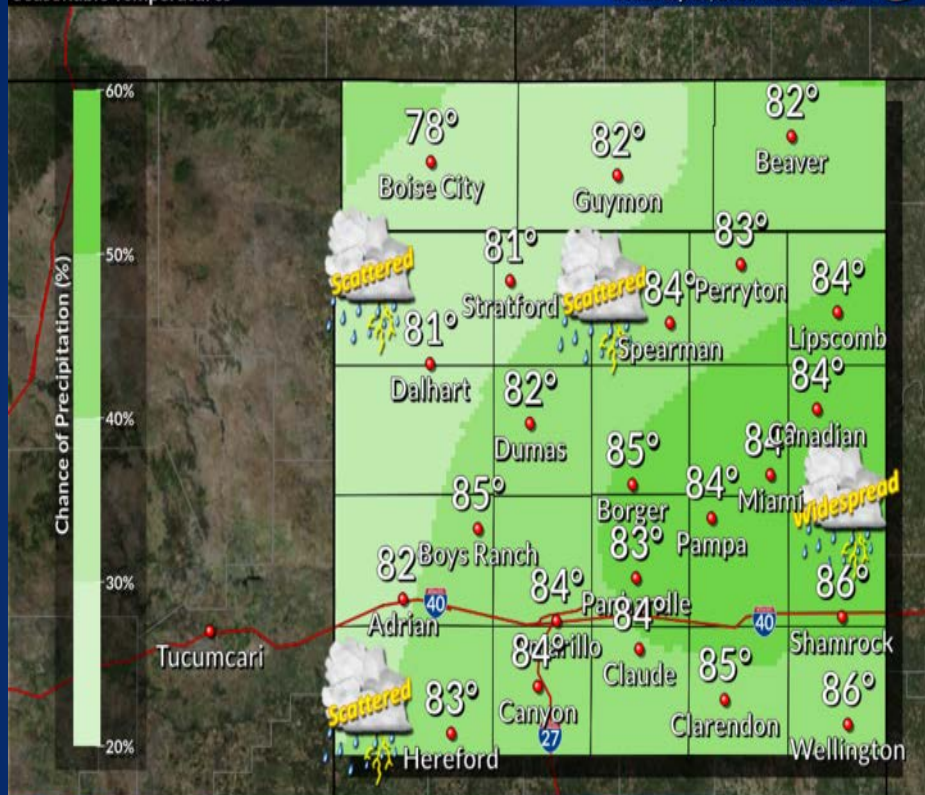 Seasonable Temperatures
60%
50%
40%
30%
20%
Chance of Precipitation (%)
78°
Boise City
82°
Guymon
82°
Beaver
Scattered
81°
Stratford
Scattered
84°
Spearman
83°
Perryton
84°
Lipscomb
81°
Dalhart
82°
Dumas
84°
Canadian
85°
Borger
84°
Miami
84°
Pampa
Widespread
85°
Boys Ranch
83°
82
Adrian
40
84°
84°
Claude
40
86°
Shamrock
Tucumcari
84°
Canyon
27
85°
Clarendon
86°
Wellington
Scattered
83°
Hereford